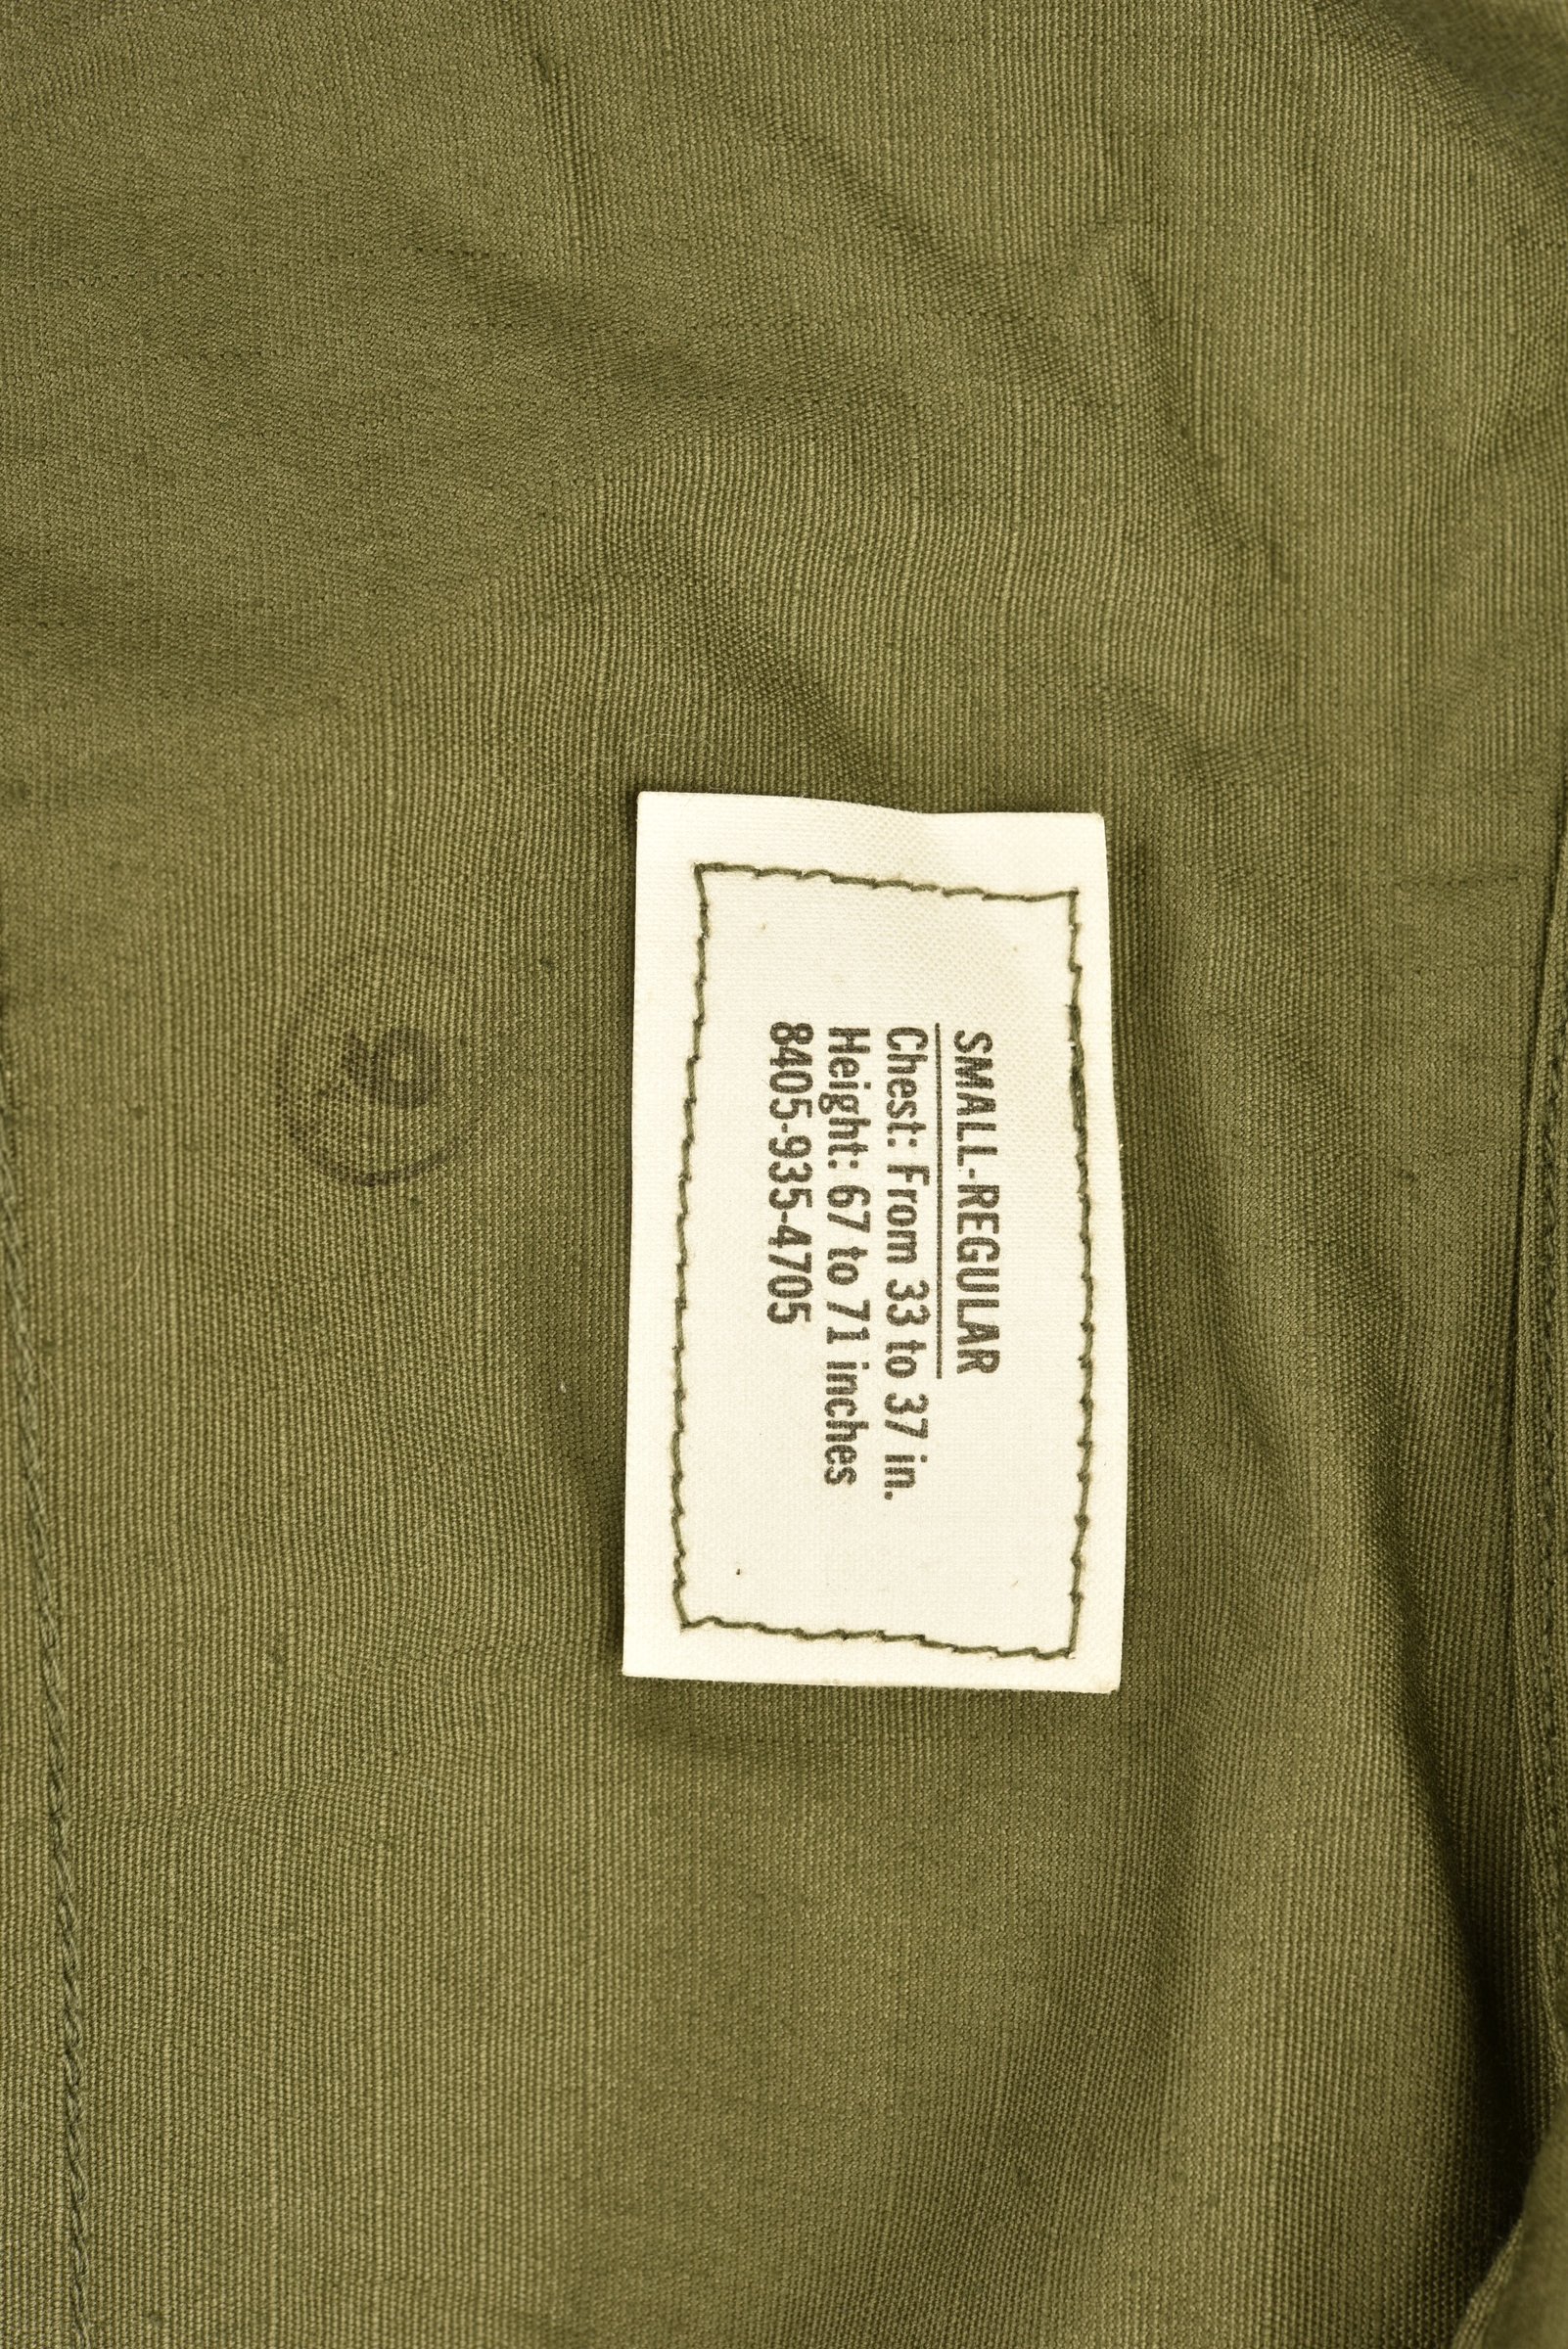 SMALL-REGULAR
Chest: From 33 to 37 in.
Height: 67 to 71 inches
8405-935-4705